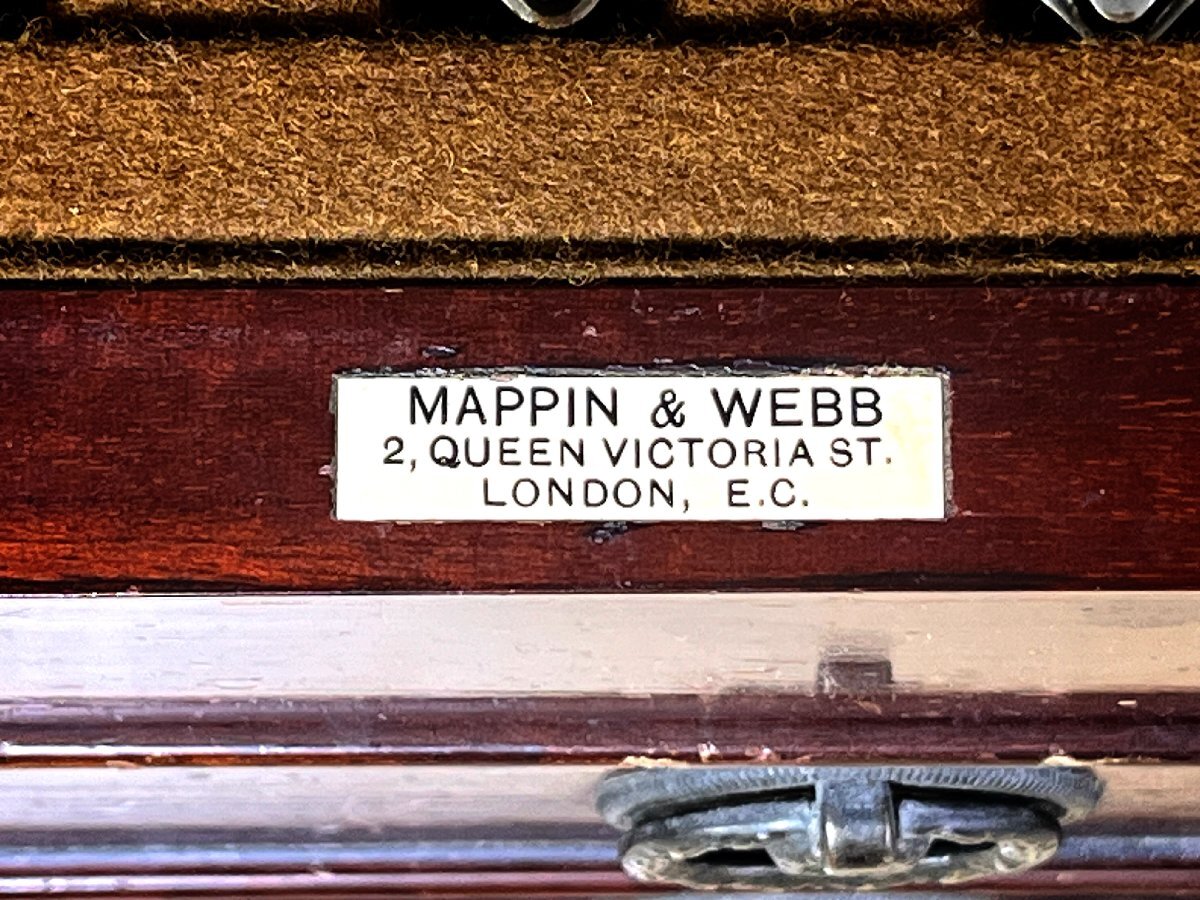 MAPPIN & WEBB
2, QUEEN VICTORIA ST.
LONDON, E.C.